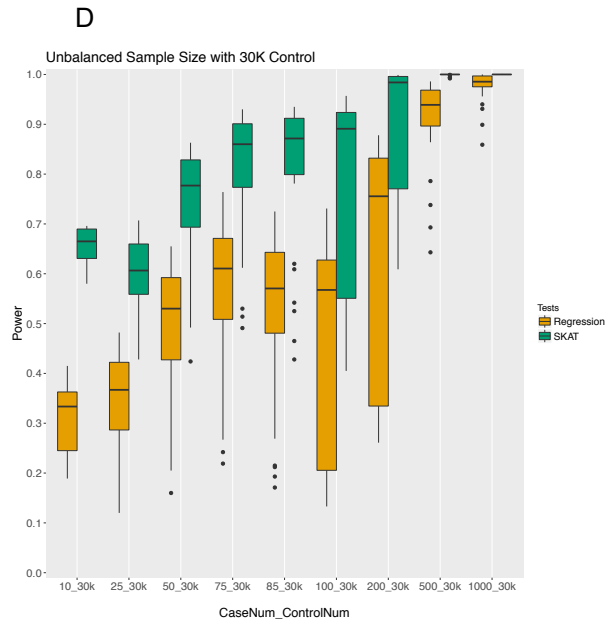 D
Unbalanced Sample Size with 30K Control
1.0
0.9
0.8
0.7
0.6
0.5
0.4
0.3
0.2
0.1
0.0
Power
10_30k 25_30k 50_30k 75_30k 85_30k 100_30k 200_30k 500_30k 1000_30k
CaseNum_ControlNum
Tests
Regression
SKAT